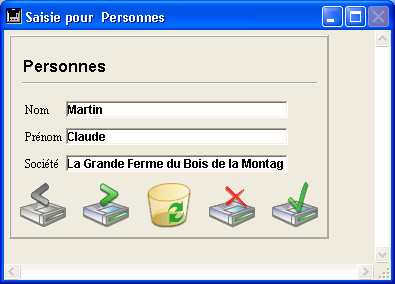 Saisie pour Personnes
Personnes
Nom Martin
Prénom Claude
Société La Grande Ferme du Bois de la Montag